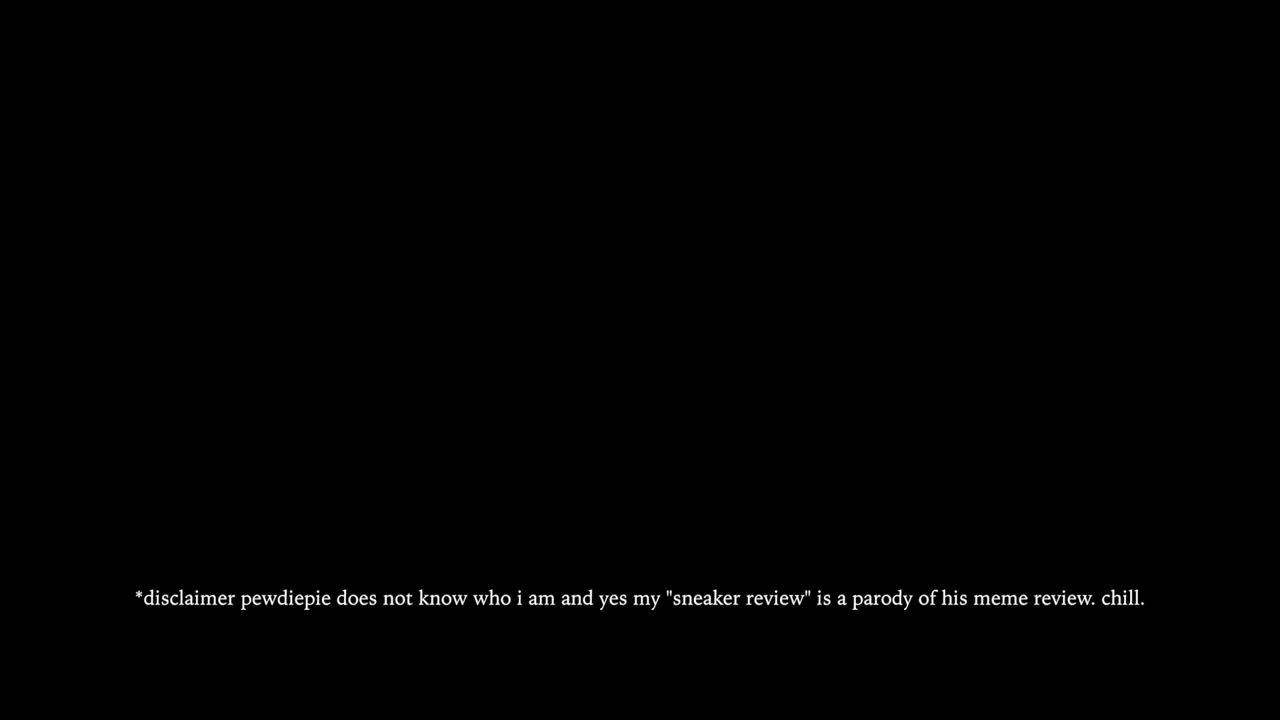 *disclaimer pewdiepie does not know who i am and yes my "sneaker review" is a parody of his meme review. chill.